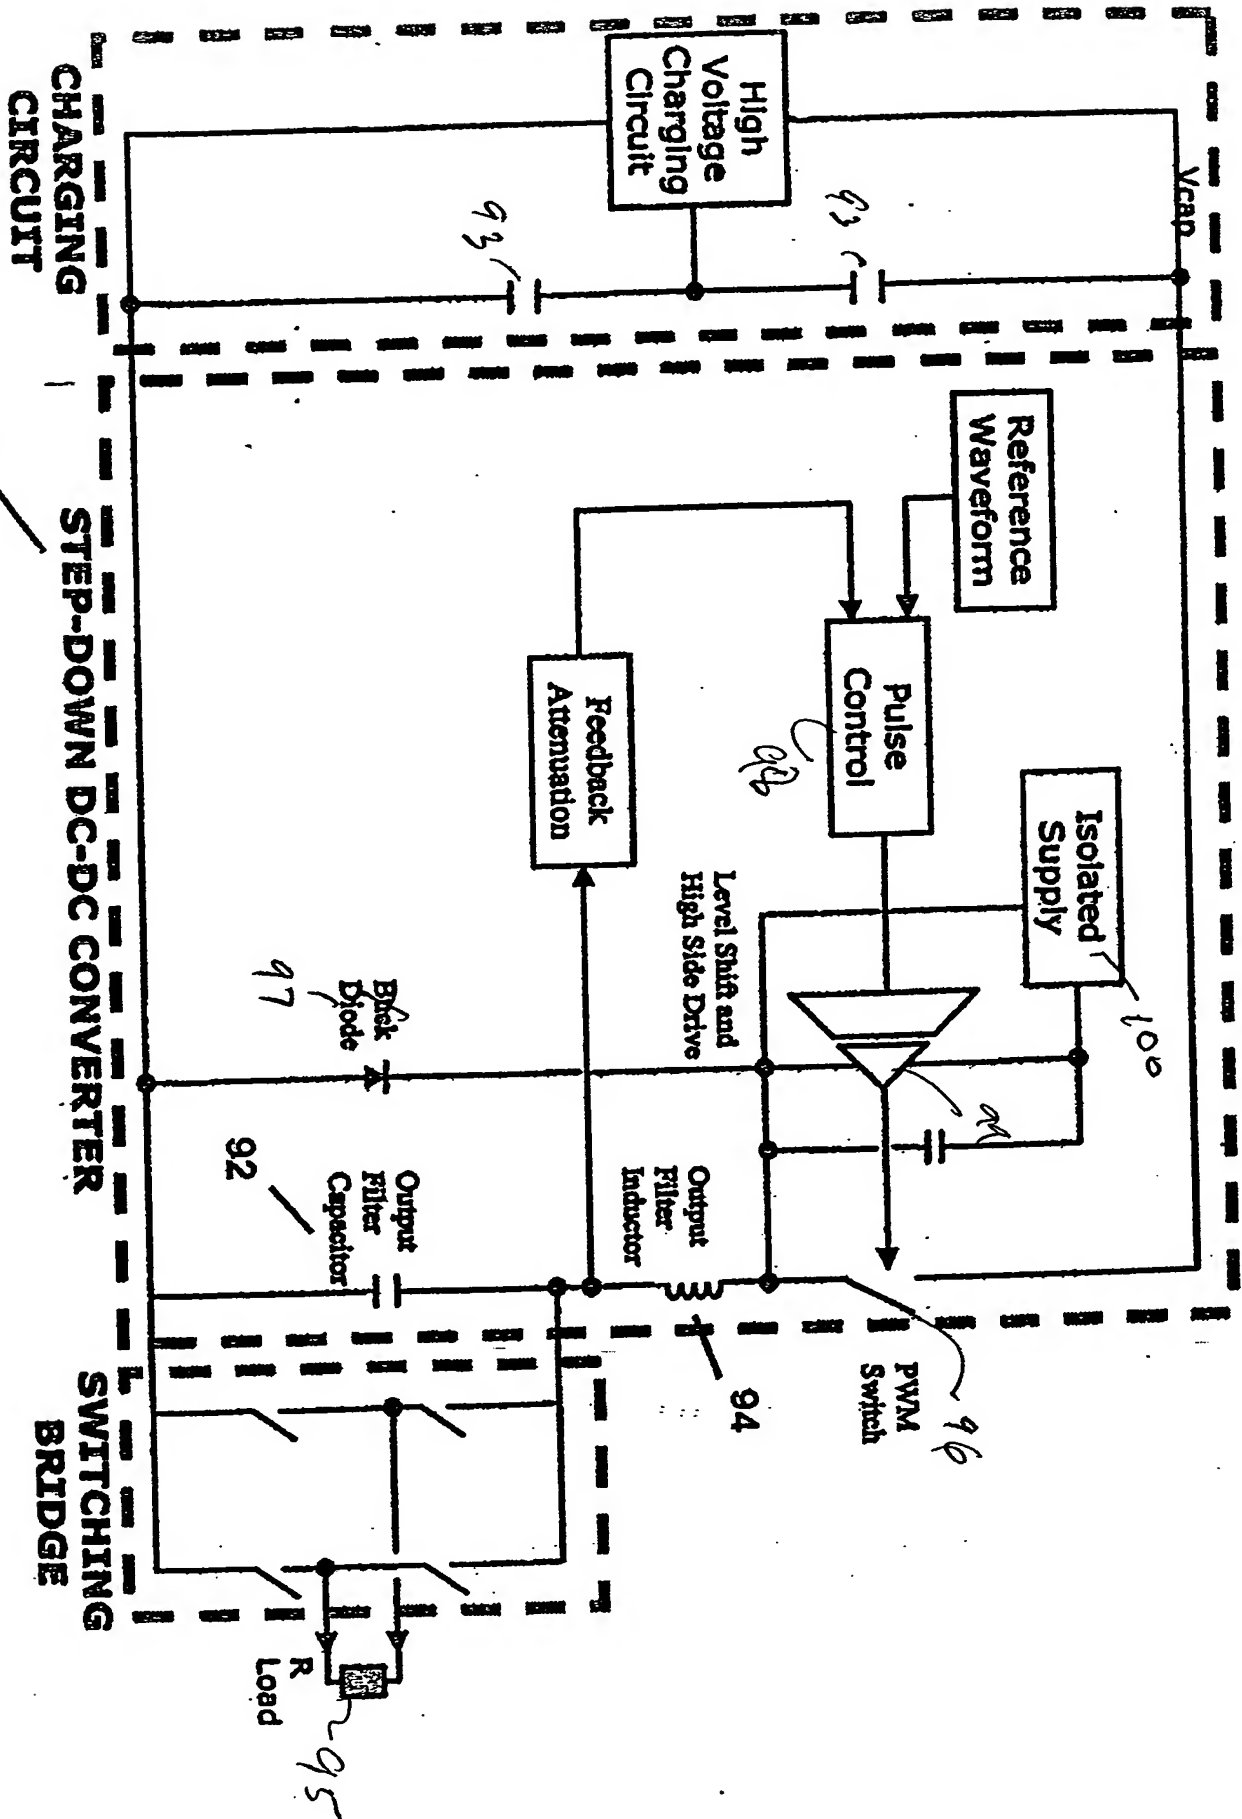 Vcap
High
Voltage
Charging
Circuit
93
93
CHARGING
CIRCUIT
Reference
Waveform
Pulse
Control
Isolated
Supply
100
Feedback
Attenuation
Level Shift and
High Side Drive
Buck
Diode
97
Output
Filter
Inductor
94
Output
Filter
Capacitor
92
PWM
Switch
96
STEP-DOWN DC-DC CONVERTER
SWITCHING
BRIDGE
R
Load
95